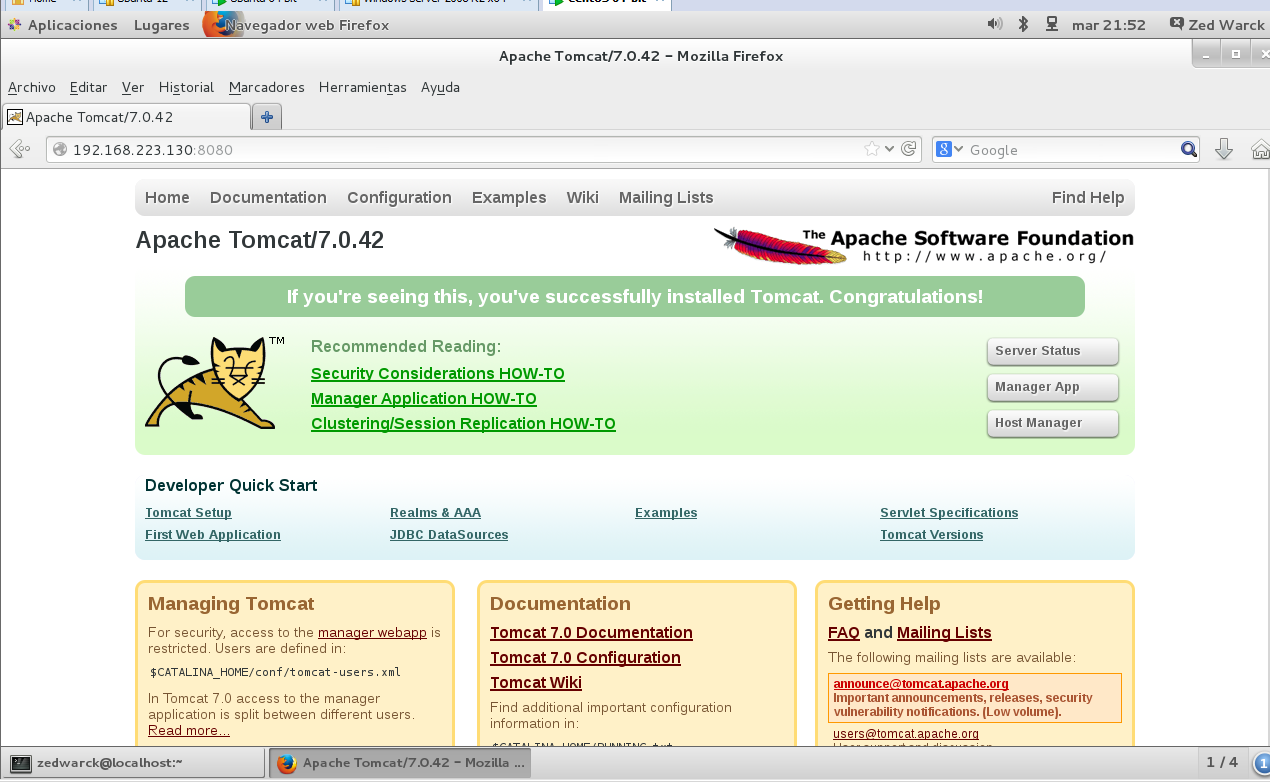 Home Ubuntu 12 Ubuntu 64-bit Windows Server 2008 R2 x64 CentOS 64-bit
Aplicaciones Lugares Navegador web Firefox mar 21:52 Zed Warck
Apache Tomcat/7.0.42 - Mozilla Firefox
Archivo Editar Ver Historial Marcadores Herramientas Ayuda
Apache Tomcat/7.0.42
192.168.223.130:8080 Google
Home Documentation Configuration Examples Wiki Mailing Lists Find Help
Apache Tomcat/7.0.42
The Apache Software Foundation
http://www.apache.org/
If you're seeing this, you've successfully installed Tomcat. Congratulations!
TM
Recommended Reading:
Security Considerations HOW-TO
Manager Application HOW-TO
Clustering/Session Replication HOW-TO
Server Status
Manager App
Host Manager
Developer Quick Start
Tomcat Setup
First Web Application
Realms & AAA
JDBC DataSources
Examples
Servlet Specifications
Tomcat Versions
Managing Tomcat
For security, access to the manager webapp is
restricted. Users are defined in:
$CATALINA_HOME/conf/tomcat-users.xml
In Tomcat 7.0 access to the manager
application is split between different users.
Read more...
Documentation
Tomcat 7.0 Documentation
Tomcat 7.0 Configuration
Tomcat Wiki
Find additional important configuration
information in:
$CATALINA_HOME/RUNNING.txt
Getting Help
FAQ and Mailing Lists
The following mailing lists are available:
announce@tomcat.apache.org
Important announcements, releases, security
vulnerability notifications. (Low volume).
users@tomcat.apache.org
User support and discussion
zedwarck@localhost:~ Apache Tomcat/7.0.42 - Mozilla ... 1 / 4 1